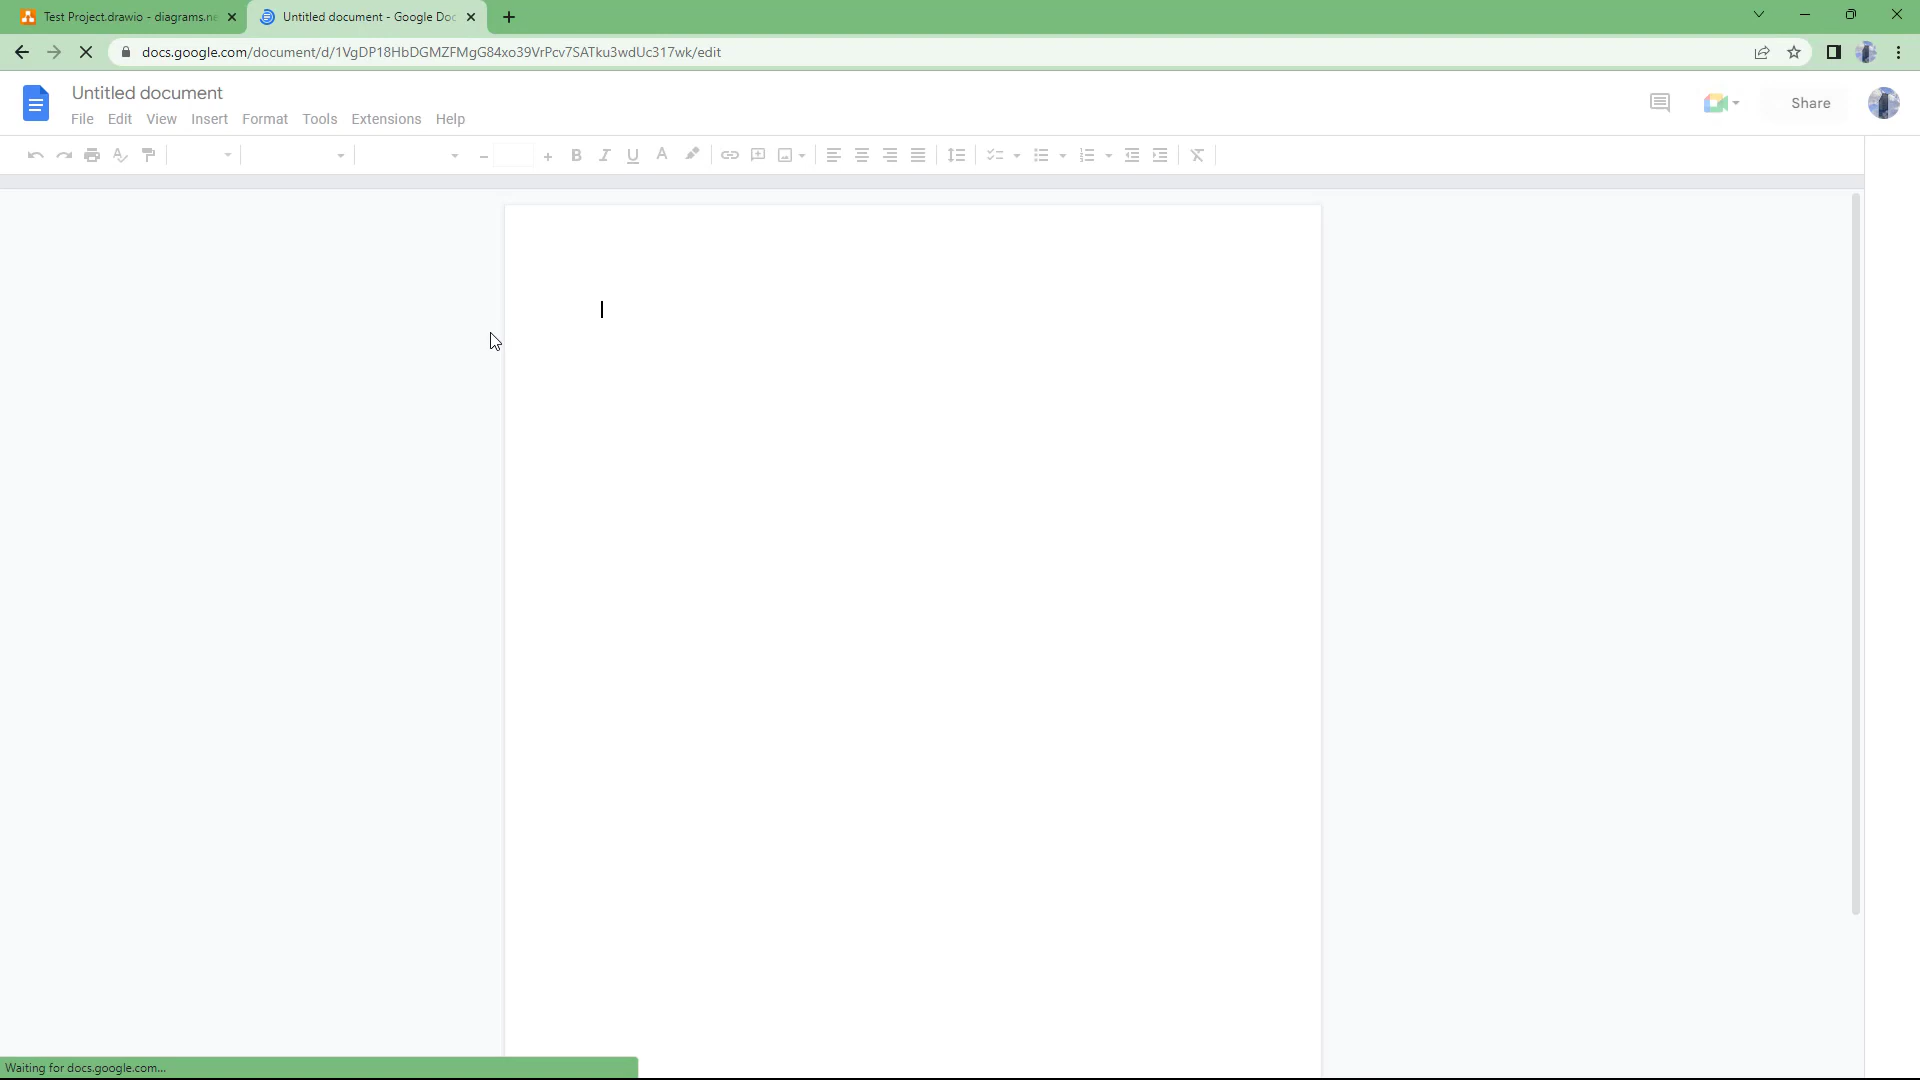 Test Project.drawio - diagrams.ne
Untitled document - Google Doc
docs.google.com/document/d/1VgDP18HbDGMZFMgG84xo39VrPcv7SATku3wdUc317wk/edit
Untitled document
File Edit View Insert Format Tools Extensions Help
Share
Waiting for docs.google.com...